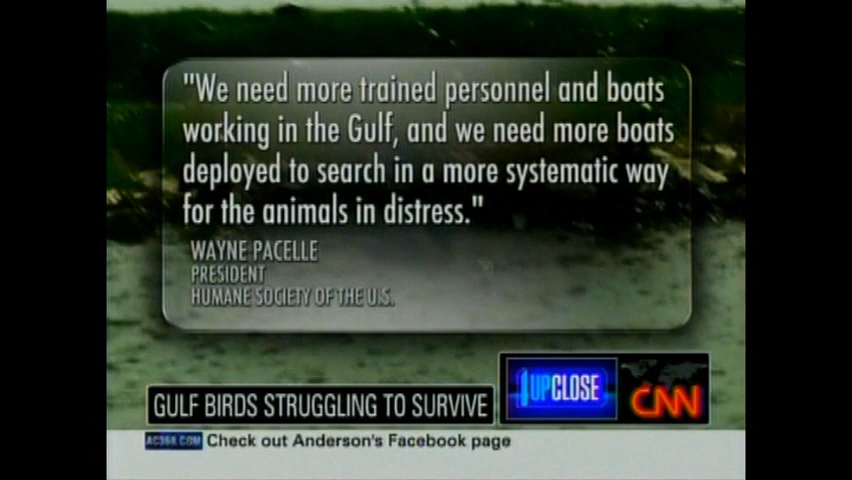 "We need more trained personnel and boats
working in the Gulf, and we need more boats
deployed to search in a more systematic way
for the animals in distress."
WAYNE PACELLE
PRESIDENT
HUMANE SOCIETY OF THE U.S.
GULF BIRDS STRUGGLING TO SURVIVE
UPCLOSE
CNN
AC360.COM Check out Anderson's Facebook page